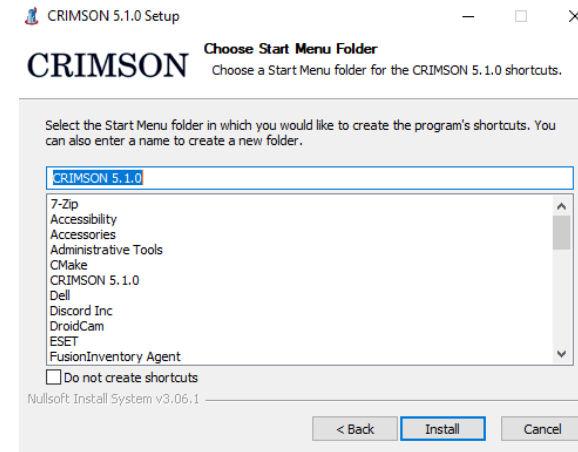 CRIMSON 5.1.0 Setup
CRIMSON
Choose Start Menu Folder
Choose a Start Menu folder for the CRIMSON 5.1.0 shortcuts.
Select the Start Menu folder in which you would like to create the program's shortcuts. You
can also enter a name to create a new folder.
CRIMSON 5.1.0
7-Zip
Accessibility
Accessories
Administrative Tools
CMake
CRIMSON 5.1.0
Dell
Discord Inc
DroidCam
ESET
FusionInventory Agent
Do not create shortcuts
Nullsoft Install System v3.06.1
< Back
Install
Cancel